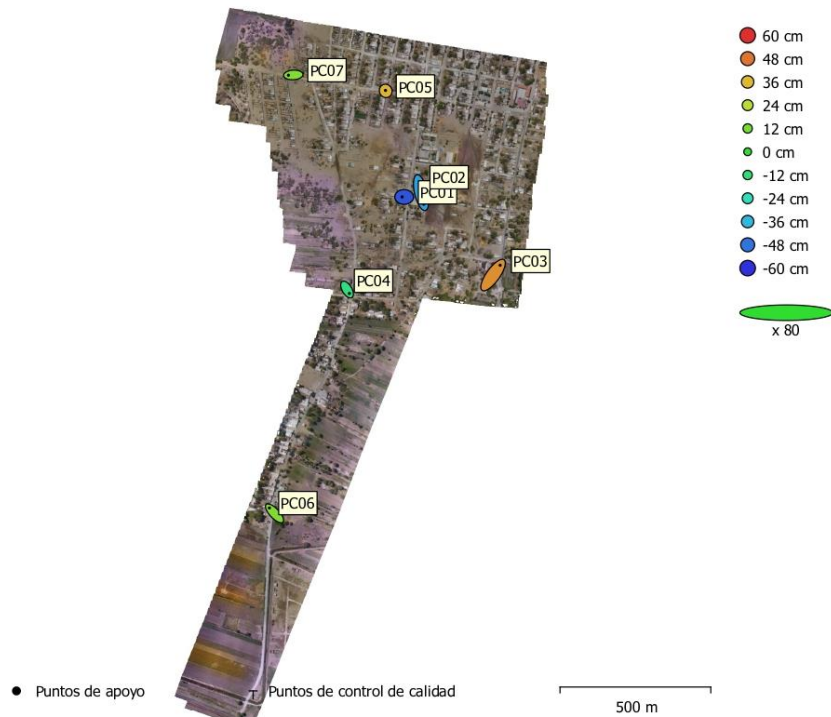 60 cm
48 cm
36 cm
24 cm
12 cm
0 cm
-12 cm
-24 cm
-36 cm
-48 cm
-60 cm
x 80
PC07
PC05
PC02
PC01
PC03
PC04
PC06
Puntos de apoyo
Puntos de control de calidad
500 m